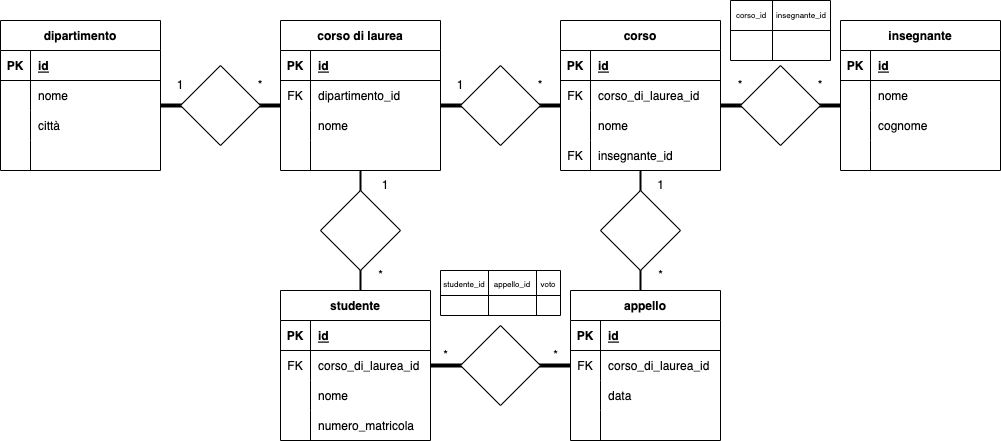 corso_id insegnante_id
dipartimento
PK id
nome
città
1 *
corso di laurea
PK id
FK dipartimento_id
nome
1 *
corso
PK id
FK corso_di_laurea_id
nome
FK insegnante_id
* *
insegnante
PK id
nome
cognome
1
*
1
*
studente
PK id
FK corso_di_laurea_id
nome
numero_matricola
studente_id appello_id voto
* *
appello
PK id
FK corso_di_laurea_id
data